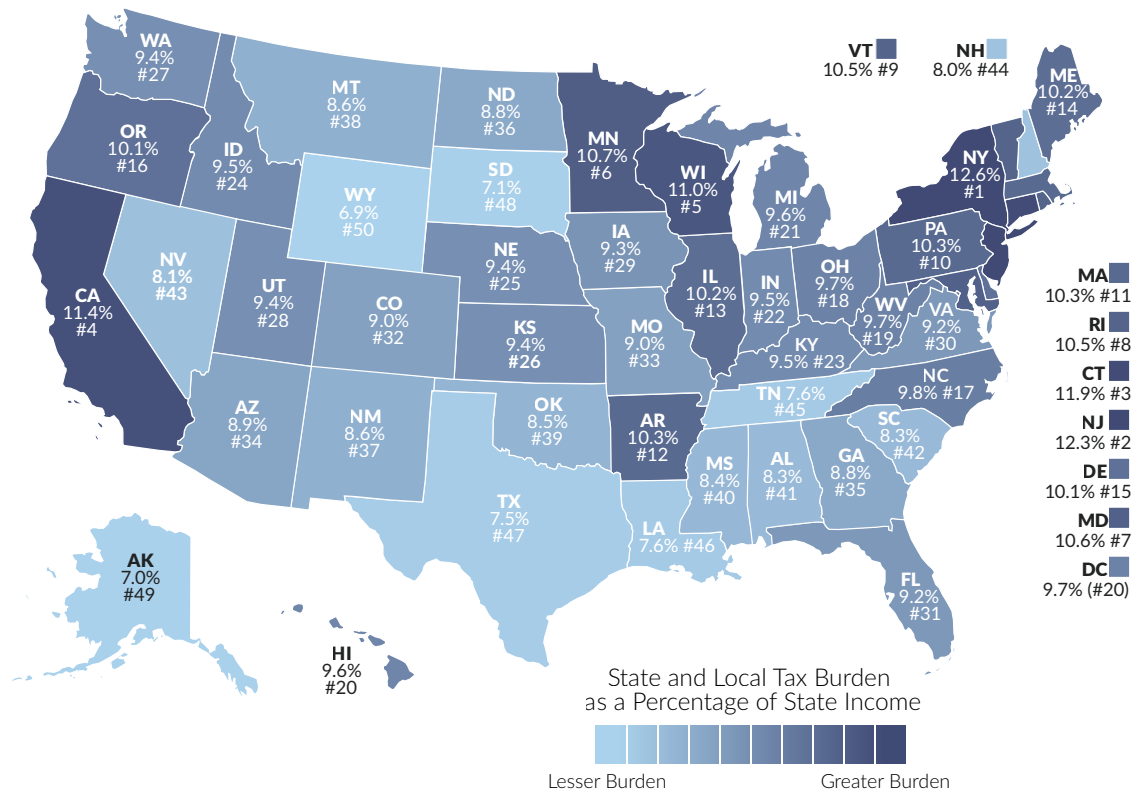 WA
9.4%
#27
MT
8.6%
#38
ND
8.8%
#36
MN
10.7%
#6
VT
10.5% #9
NH
8.0% #44
ME
10.2%
#14
OR
10.1%
#16
ID
9.5%
#24
WY
6.9%
#50
SD
7.1%
#48
WI
11.0%
#5
MI
9.6%
#21
NY
12.6%
#1
NV
8.1%
#43
UT
9.4%
#28
CA
11.4%
#4
CO
9.0%
#32
NE
9.4%
#25
IA
9.3%
#29
IL
10.2%
#13
IN
9.5%
#22
OH
9.7%
#18
PA
10.3%
#10
WV
9.7%
#19
VA
9.2%
#30
KS
9.4%
#26
MO
9.0%
#33
KY
9.5% #23
NC
9.8% #17
TN 7.6%
#45
SC
8.3%
#42
AZ
8.9%
#34
NM
8.6%
#37
OK
8.5%
#39
AR
10.3%
#12
MS
8.4%
#40
AL
8.3%
#41
GA
8.8%
#35
TX
7.5%
#47
LA
7.6% #46
FL
9.2%
#31
MA
10.3% #11
RI
10.5% #8
CT
11.9% #3
NJ
12.3% #2
DE
10.1% #15
MD
10.6% #7
DC
9.7% (#20)
AK
7.0%
#49
HI
9.6%
#20
State and Local Tax Burden
as a Percentage of State Income
Lesser Burden
Greater Burden